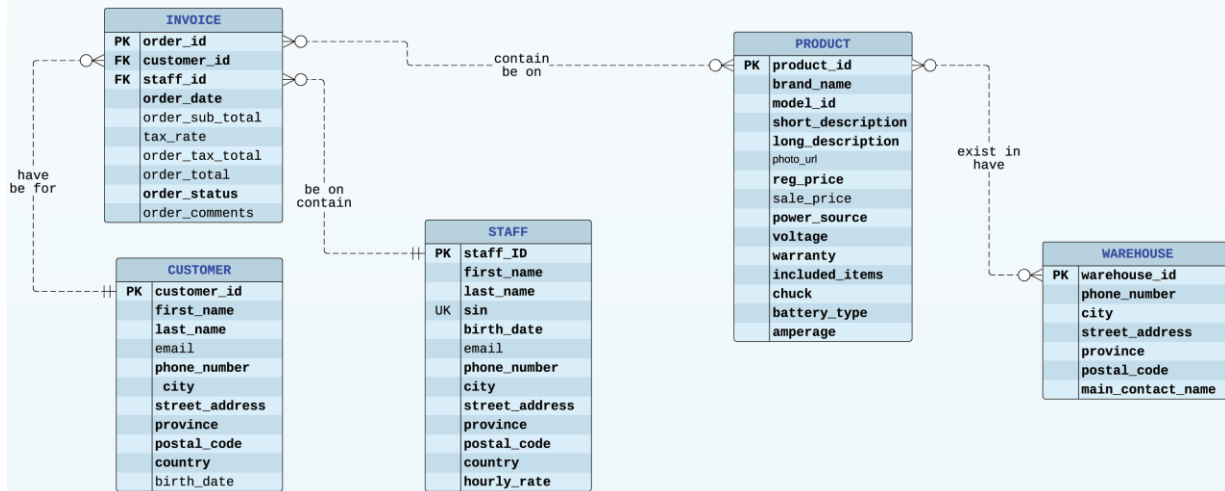 INVOICE
PK order_id
FK customer_id
FK staff_id
order_date
order_sub_total
tax_rate
order_tax_total
order_total
order_status
order_comments
have
be for
be on
contain
contain
be on
CUSTOMER
PK customer_id
first_name
last_name
email
phone_number
city
street_address
province
postal_code
country
birth_date
STAFF
PK staff_ID
first_name
last_name
UK sin
birth_date
email
phone_number
city
street_address
province
postal_code
country
hourly_rate
PRODUCT
PK product_id
brand_name
model_id
short_description
long_description
photo_url
reg_price
sale_price
power_source
voltage
warranty
included_items
chuck
battery_type
amperage
exist in
have
WAREHOUSE
PK warehouse_id
phone_number
city
street_address
province
postal_code
main_contact_name